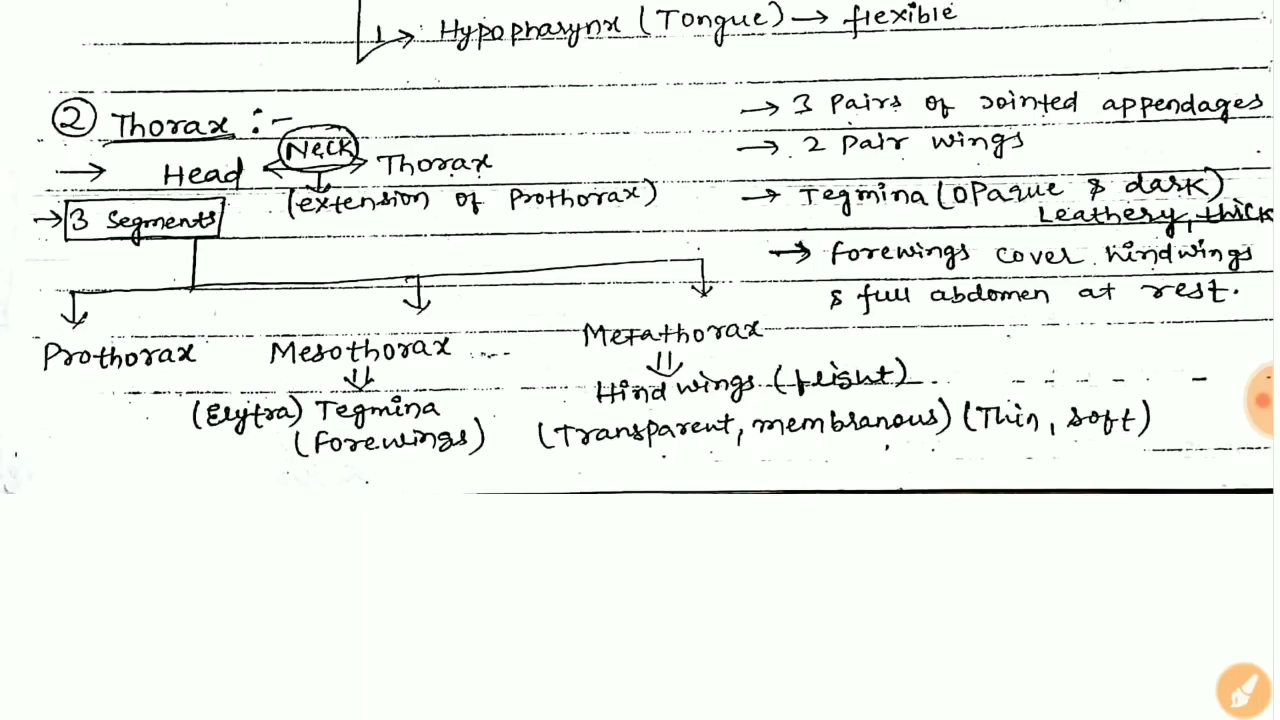 1 → Hypopharynx (Tongue) → flexible
② Thorax :-
→ Head ← Neck → Thorax
(extension of Prothorax)
→ 3 Segments
→ 3 Pairs of Jointed appendages
→ 2 Pair wings
→ Tegmina (Opaque & dark)
Leathery, thick
→ forewings cover hindwings
& full abdomen at rest.
Prothorax Mesothorax .... Metathorax
(Elytra) Tegmina
(Forewings)
Hind wings (flight)
(Transparent, membranous) (Thin, soft)